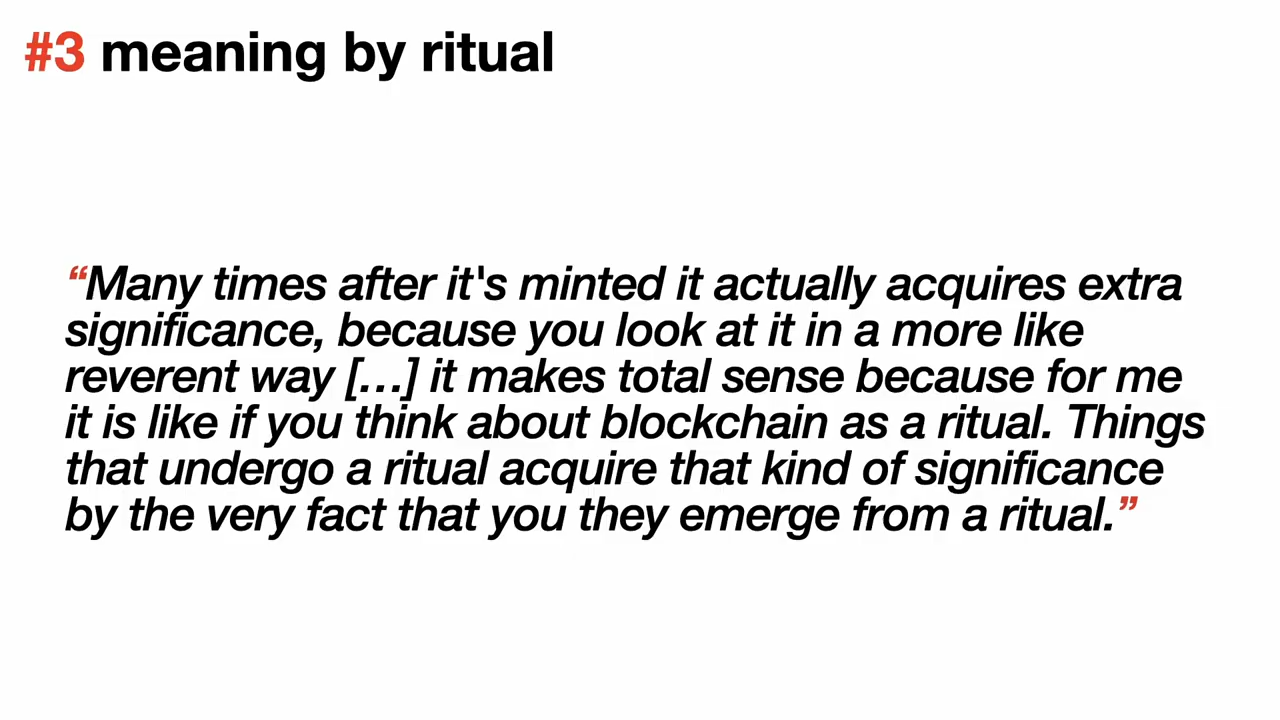 #3 meaning by ritual
“Many times after it's minted it actually acquires extra
significance, because you look at it in a more like
reverent way […] it makes total sense because for me
it is like if you think about blockchain as a ritual. Things
that undergo a ritual acquire that kind of significance
by the very fact that you they emerge from a ritual.”